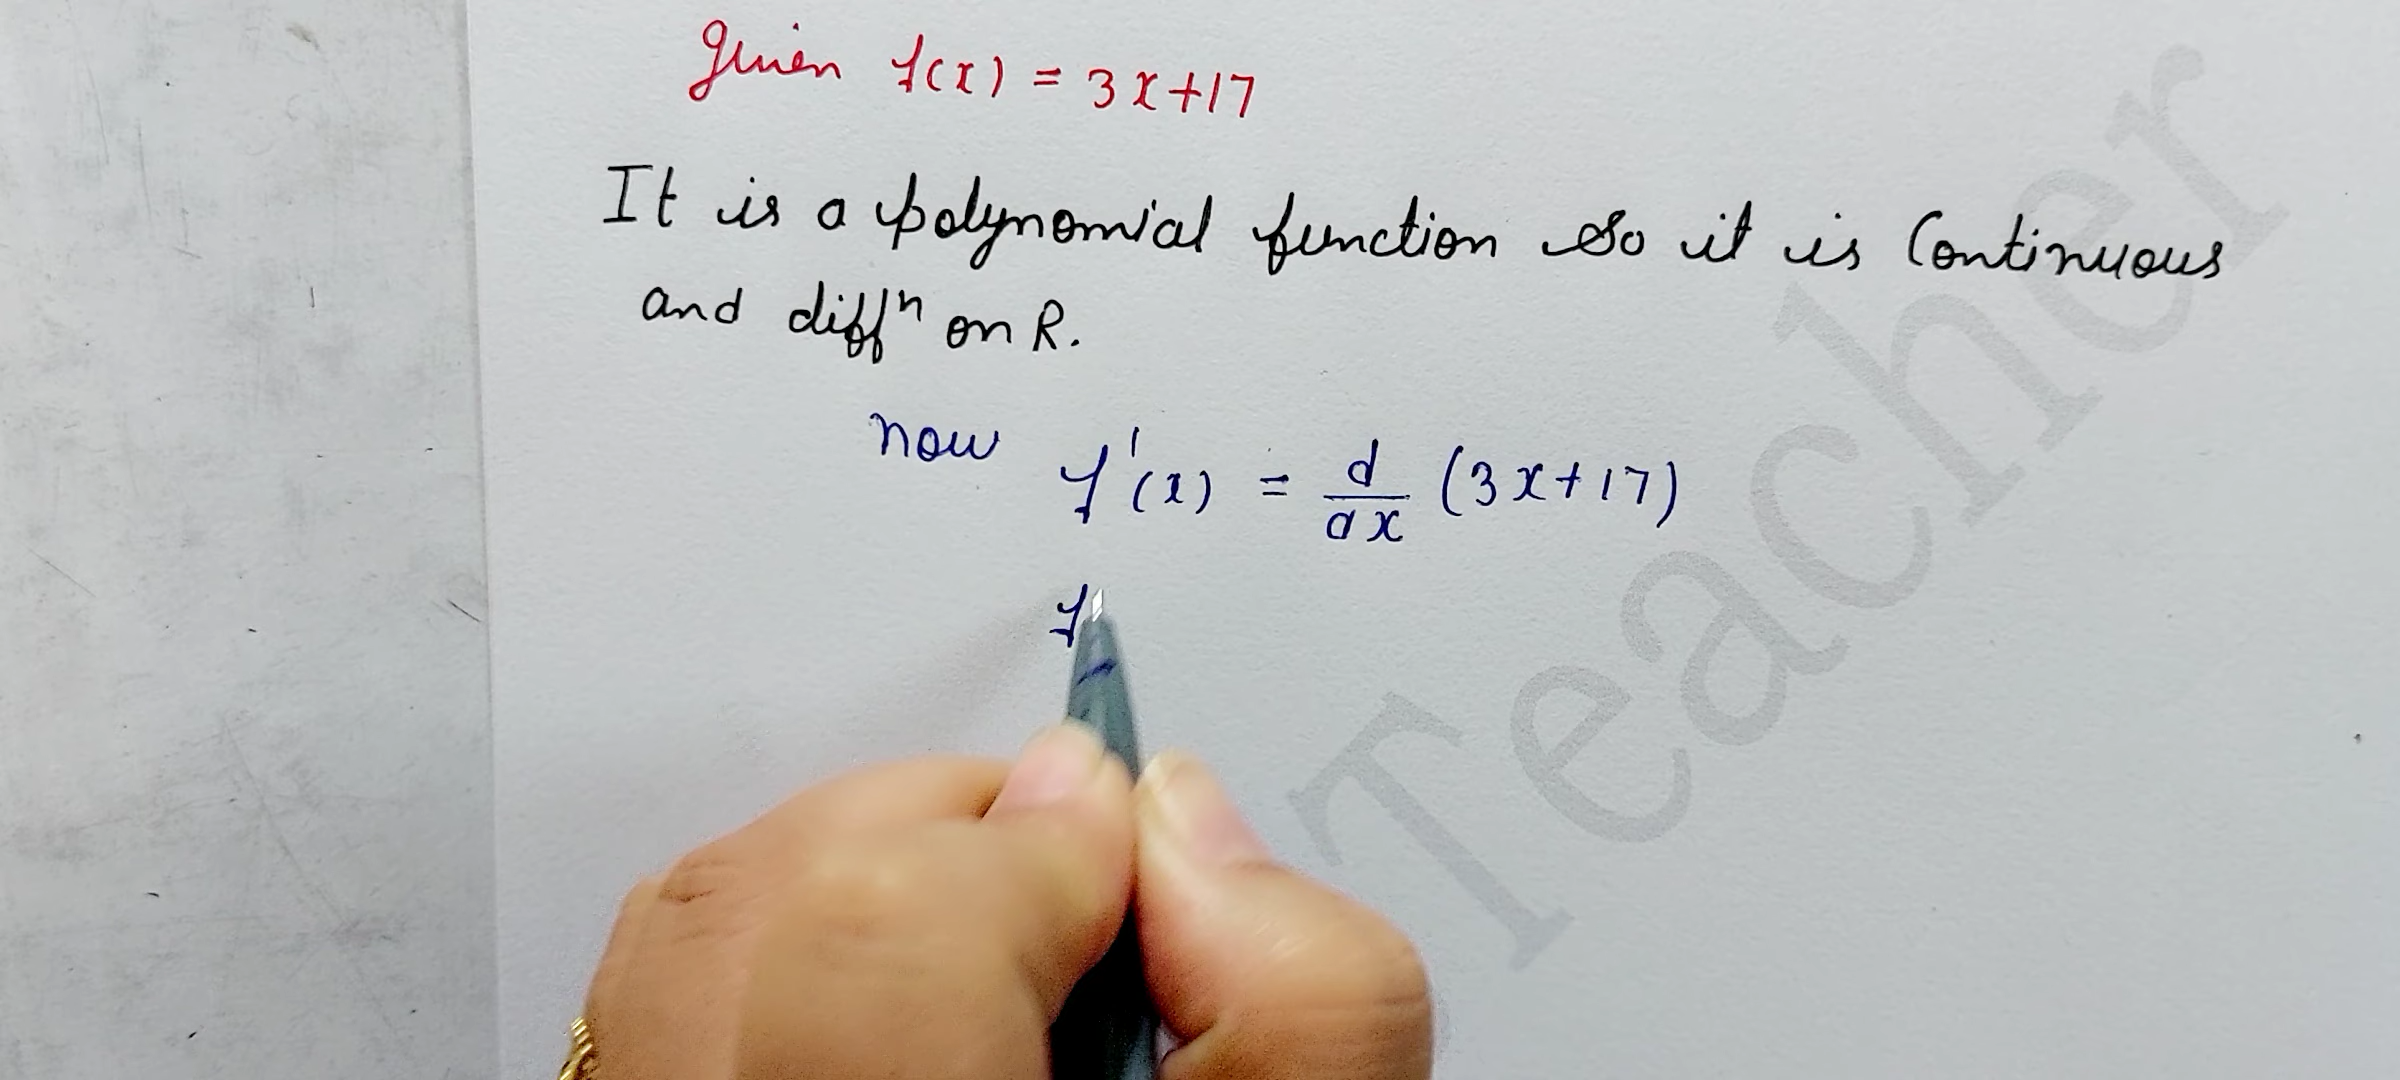 Given f(x) = 3x+17
It is a polynomial function so it is Continuous
and diffⁿ on R.
now f'(x) = d/dx (3x+17)
f
Teacher